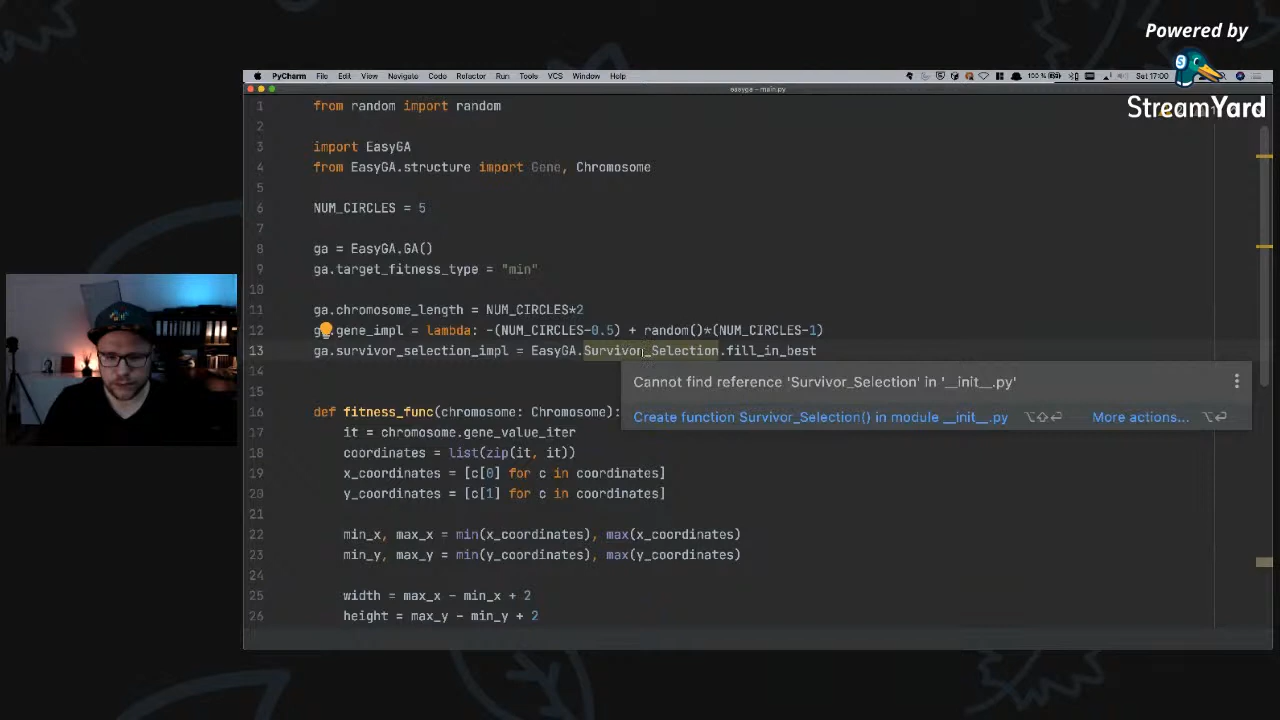 Powered by
S
StreamYard
PyCharm File Edit View Navigate Code Refactor Run Tools VCS Window Help
100 % Sat 17:00
easyga – main.py
1 from random import random
2
3 import EasyGA
4 from EasyGA.structure import Gene, Chromosome
5
6 NUM_CIRCLES = 5
7
8 ga = EasyGA.GA()
9 ga.target_fitness_type = "min"
10
11 ga.chromosome_length = NUM_CIRCLES*2
12 gene_impl = lambda: -(NUM_CIRCLES-0.5) + random()*(NUM_CIRCLES-1)
13 ga.survivor_selection_impl = EasyGA.Survivor_Selection.fill_in_best
14
Cannot find reference 'Survivor_Selection' in '__init__.py'
Create function Survivor_Selection() in module __init__.py ⌥⇧⏎ More actions... ⌥⏎
16 def fitness_func(chromosome: Chromosome):
17 it = chromosome.gene_value_iter
18 coordinates = list(zip(it, it))
19 x_coordinates = [c[0] for c in coordinates]
20 y_coordinates = [c[1] for c in coordinates]
21
22 min_x, max_x = min(x_coordinates), max(x_coordinates)
23 min_y, max_y = min(y_coordinates), max(y_coordinates)
24
25 width = max_x - min_x + 2
26 height = max_y - min_y + 2